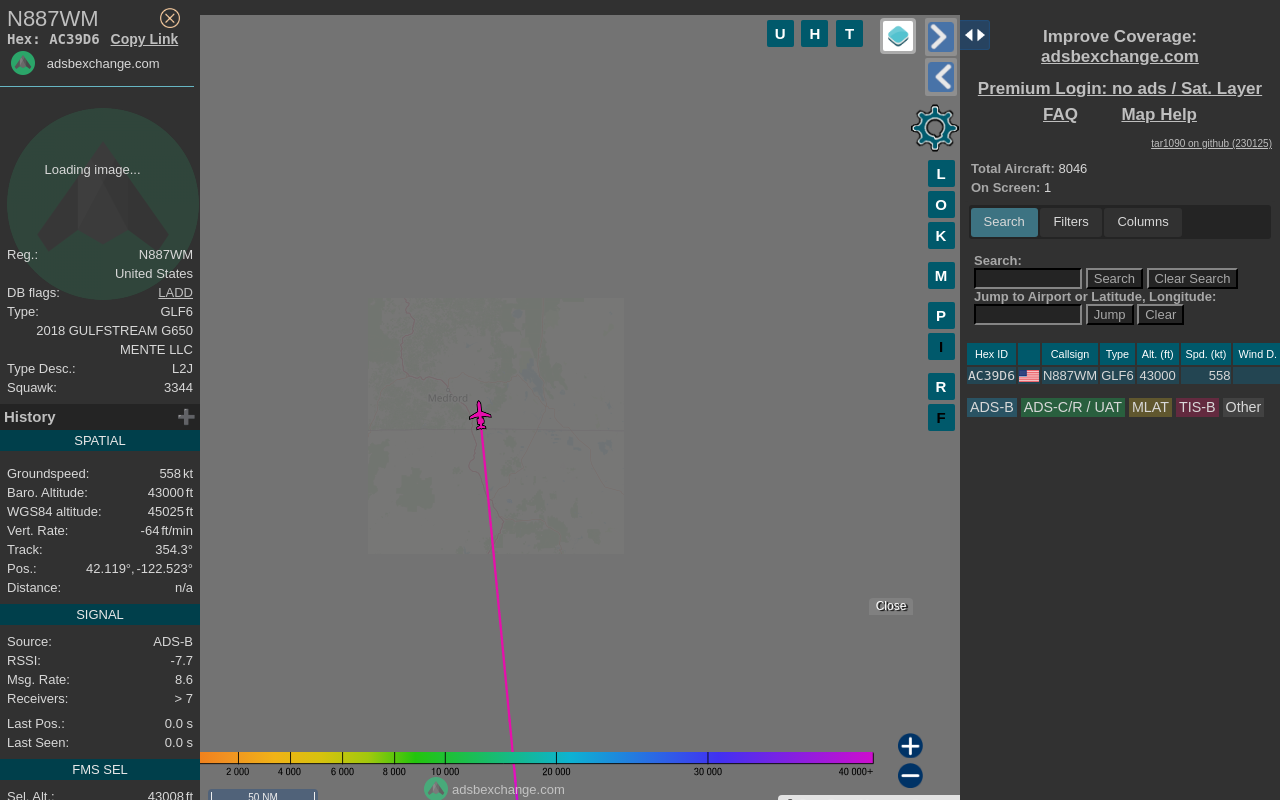 N887WM
Hex: AC39D6 Copy Link
adsbexchange.com
Loading image...
Reg.: N887WM
United States
DB flags: LADD
Type: GLF6
2018 GULFSTREAM G650
MENTE LLC
Type Desc.: L2J
Squawk: 3344
History
SPATIAL
Groundspeed: 558 kt
Baro. Altitude: 43000 ft
WGS84 altitude: 45025 ft
Vert. Rate: -64 ft/min
Track: 354.3°
Pos.: 42.119°, -122.523°
Distance: n/a
SIGNAL
Source: ADS-B
RSSI: -7.7
Msg. Rate: 8.6
Receivers: > 7
Last Pos.: 0.0 s
Last Seen: 0.0 s
FMS SEL
Sel. Alt.: 43008 ft
U H T
L
O
K
M
P
I
R
F
Medford
Close
2 000 4 000 6 000 8 000 10 000 20 000 30 000 40 000+
adsbexchange.com
50 NM
Improve Coverage:
adsbexchange.com
Premium Login: no ads / Sat. Layer
FAQ Map Help
tar1090 on github (230125)
Total Aircraft: 8046
On Screen: 1
Search Filters Columns
Search:
Search Clear Search
Jump to Airport or Latitude, Longitude:
Jump Clear
Hex ID Callsign Type Alt. (ft) Spd. (kt) Wind D.
AC39D6 N887WM GLF6 43000 558
ADS-B ADS-C/R / UAT MLAT TIS-B Other